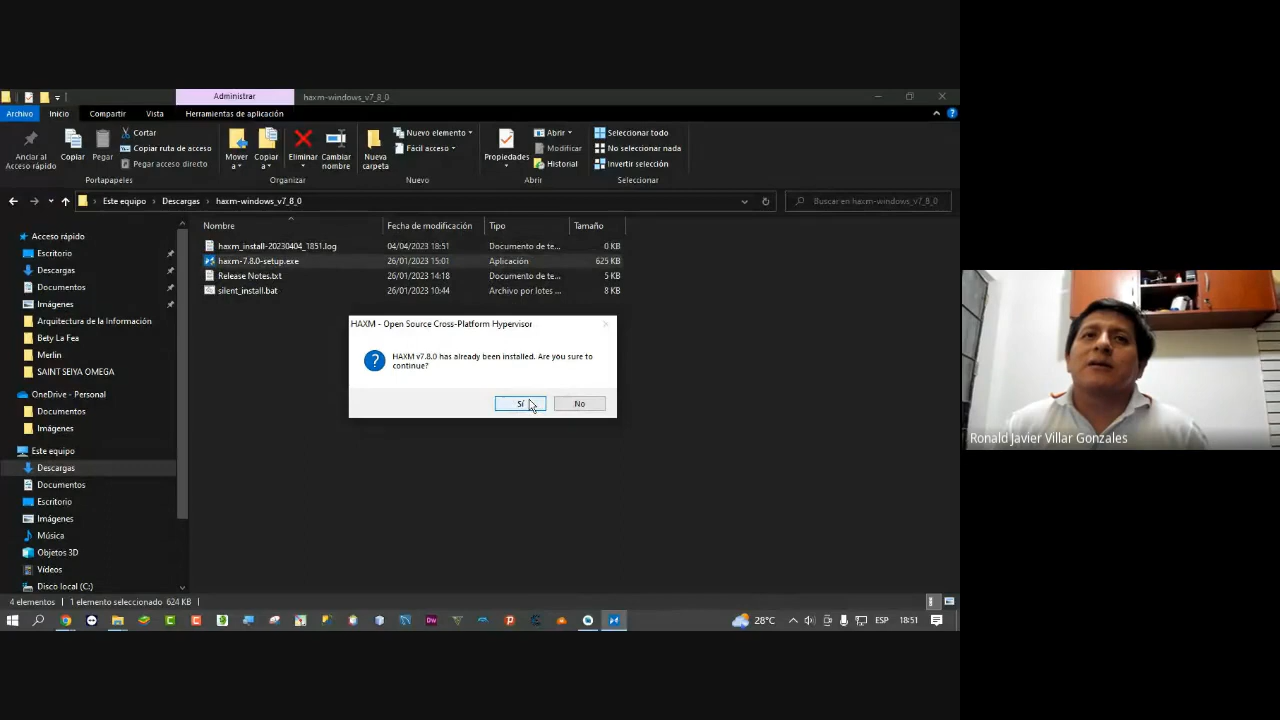 Administrar
haxm-windows_v7_8_0
Archivo
Inicio
Compartir
Vista
Herramientas de aplicación
Anclar al
Acceso rápido
Copiar
Pegar
Cortar
Copiar ruta de acceso
Pegar acceso directo
Portapapeles
Mover
a
Copiar
a
Eliminar
Cambiar
nombre
Organizar
Nueva
carpeta
Nuevo elemento
Fácil acceso
Nuevo
Propiedades
Abrir
Modificar
Historial
Abrir
Seleccionar todo
No seleccionar nada
Invertir selección
Seleccionar
Este equipo
Descargas
haxm-windows_v7_8_0
Buscar en haxm-windows_v7_8_0
Nombre
Fecha de modificación
Tipo
Tamaño
haxm_install-20230404_1851.log 04/04/2023 18:51 Documento de te... 0 KB
haxm-7.8.0-setup.exe 26/01/2023 15:01 Aplicación 625 KB
Release Notes.txt 26/01/2023 14:18 Documento de te... 5 KB
silent_install.bat 26/01/2023 10:44 Archivo por lotes ... 8 KB
Acceso rápido
Escritorio
Descargas
Documentos
Imágenes
Arquitectura de la Información
Bety La Fea
Merlin
SAINT SEIYA OMEGA
OneDrive - Personal
Documentos
Imágenes
Este equipo
Descargas
Documentos
Escritorio
Imágenes
Música
Objetos 3D
Vídeos
Disco local (C:)
HAXM - Open Source Cross-Platform Hypervisor
HAXM v7.8.0 has already been installed. Are you sure to
continue?
Sí
No
4 elementos
1 elemento seleccionado 624 KB
28°C
ESP
18:51
Ronald Javier Villar Gonzales